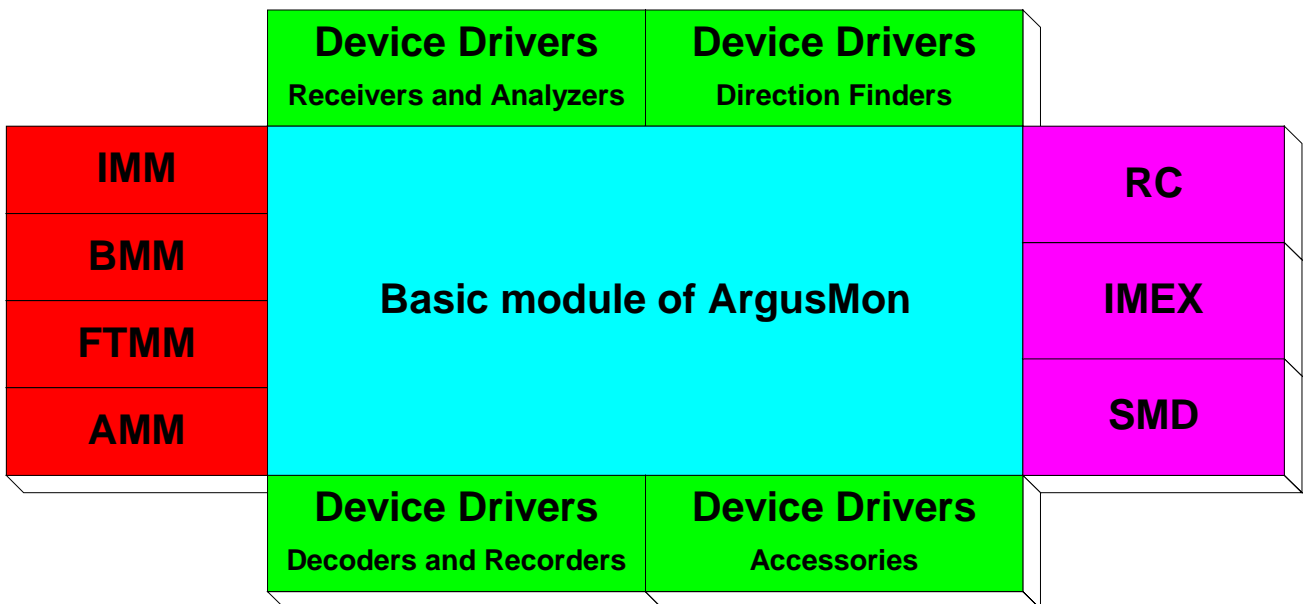 Device Drivers
Receivers and Analyzers
Device Drivers
Direction Finders
IMM
BMM
FTMM
AMM
Basic module of ArgusMon
RC
IMEX
SMD
Device Drivers
Decoders and Recorders
Device Drivers
Accessories